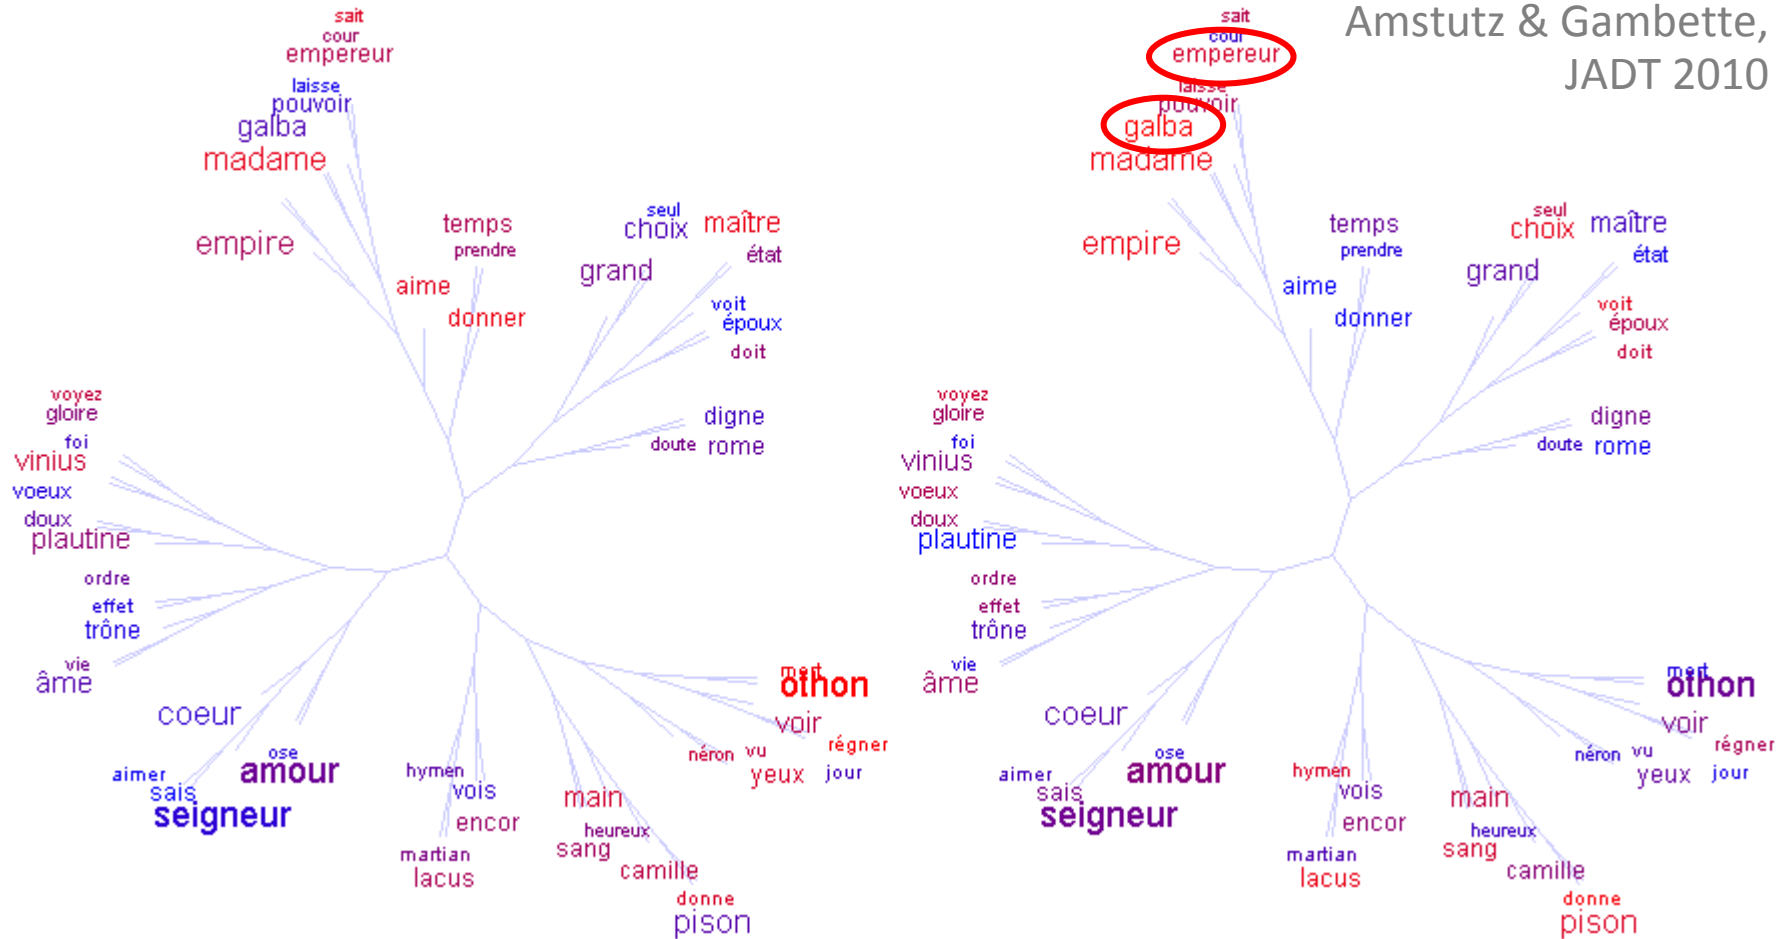 Amstutz & Gambette,
JADT 2010
sait
cour
empereur
laisse
pouvoir
galba
madame
empire
temps
prendre
aime
donner
seul
choix
maître
état
grand
voit
époux
doit
digne
doute
rome
voyez
gloire
foi
vinius
voeux
doux
plautine
ordre
effet
trône
vie
âme
coeur
ose
amour
aimer
sais
seigneur
hymen
vois
encor
martian
lacus
main
heureux
sang
camille
donne
pison
mort
othon
voir
régner
néron
vu
yeux
jour
sait
cour
empereur
laisse
pouvoir
galba
madame
empire
temps
prendre
aime
donner
seul
choix
maître
état
grand
voit
époux
doit
digne
doute
rome
voyez
gloire
foi
vinius
voeux
doux
plautine
ordre
effet
trône
vie
âme
coeur
ose
amour
aimer
sais
seigneur
hymen
vois
encor
martian
lacus
main
heureux
sang
camille
donne
pison
mort
othon
voir
régner
néron
vu
yeux
jour